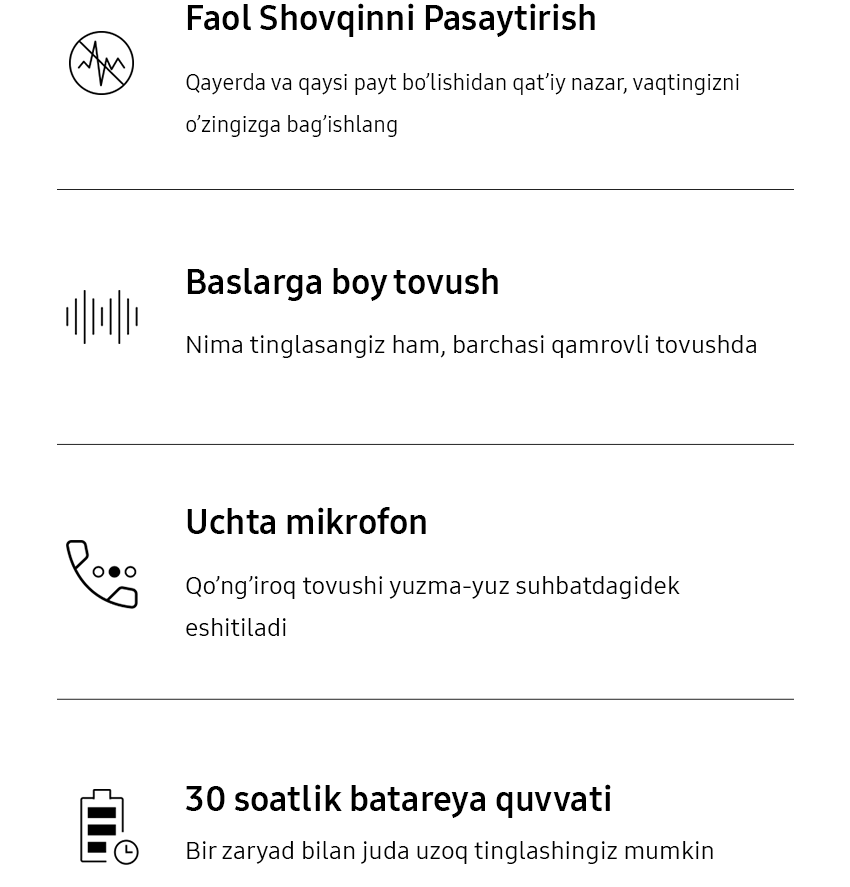 Faol Shovqinni Pasaytirish
Qayerda va qaysi payt bo’lishidan qat’iy nazar, vaqtingizni
o’zingizga bag’ishlang
Baslarga boy tovush
Nima tinglasangiz ham, barchasi qamrovli tovushda
Uchta mikrofon
Qo’ng’iroq tovushi yuzma-yuz suhbatdagidek
eshitiladi
30 soatlik batareya quvvati
Bir zaryad bilan juda uzoq tinglashingiz mumkin